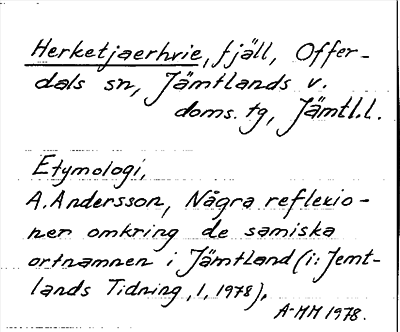 Herketjaerhvie, fjäll, Offer-
dals sn, Jämtlands v.
doms. tg, Jämtl.l.
Etymologi,
A. Andersson, Några reflexio-
ner omkring de samiska
ortnamnen i Jämtland (i: Jemt-
lands Tidning, 1, 1978),
A-MH 1978.